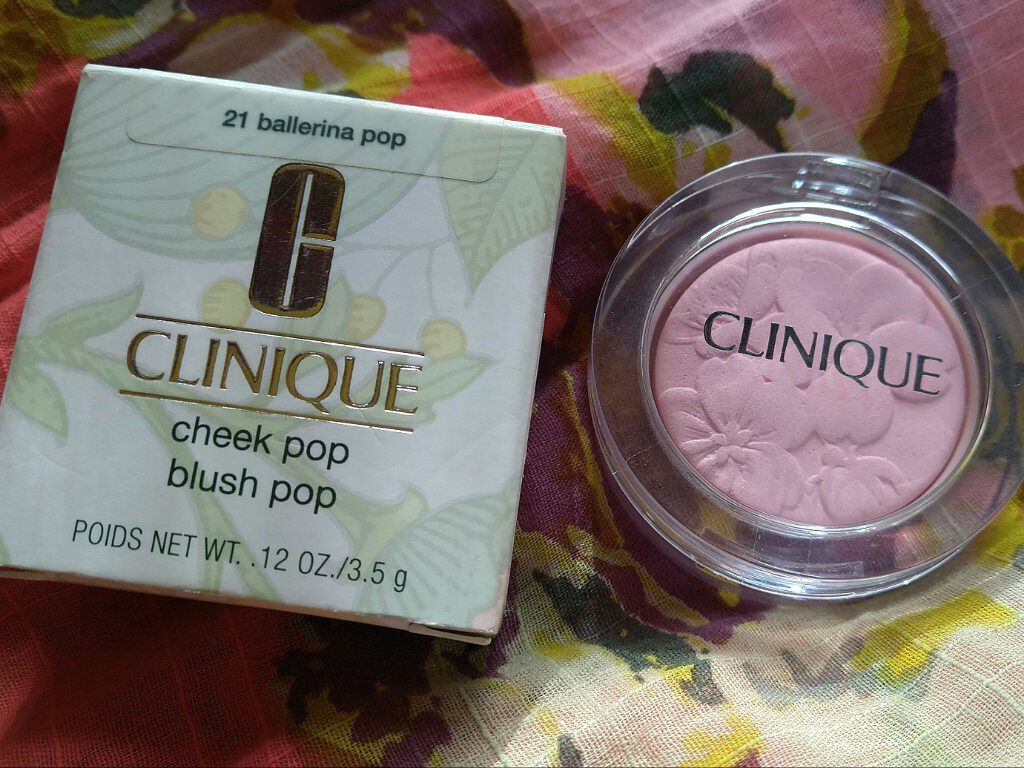 21 ballerina pop
CLINIQUE
cheek pop
blush pop
POIDS NET WT. .12 OZ./3.5 g
CLINIQUE